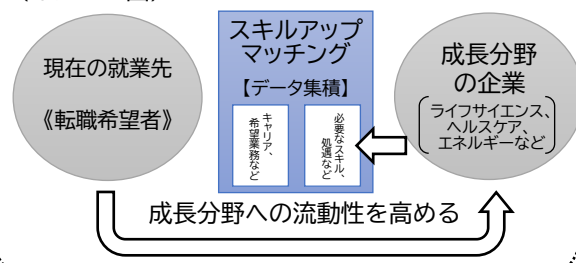 現在の就業先
《転職希望者》
スキルアップ
マッチング
【データ集積】
キャリア、
希望業務など
必要なスキル、
処遇など
成長分野
の企業
ライフサイエンス、
ヘルスケア、
エネルギーなど
成長分野への流動性を高める